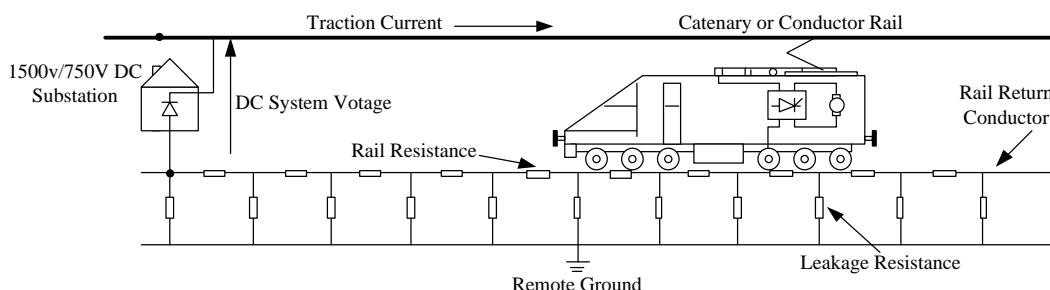 Traction Current
Catenary or Conductor Rail
1500v/750V DC
Substation
DC System Votage
Rail Return
Conductor
Rail Resistance
Leakage Resistance
Remote Ground